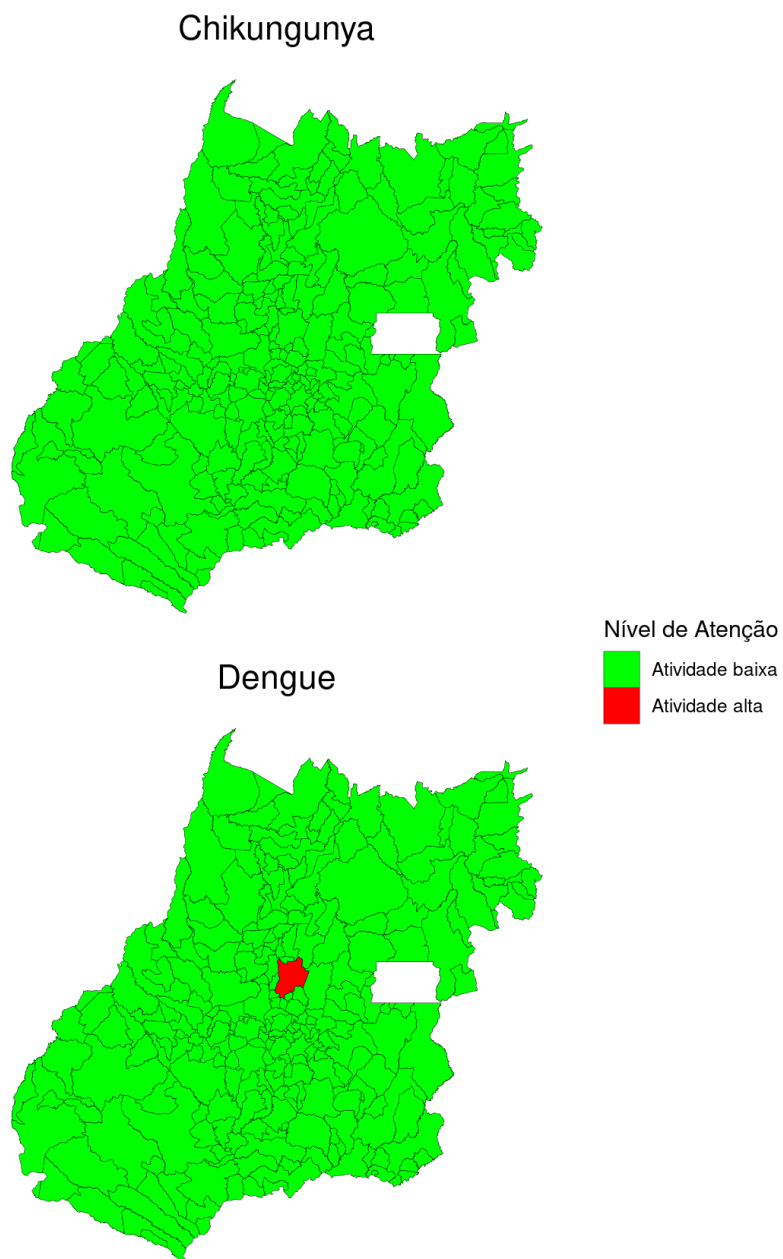 Chikungunya
Nível de Atenção
Atividade baixa
Atividade alta
Dengue